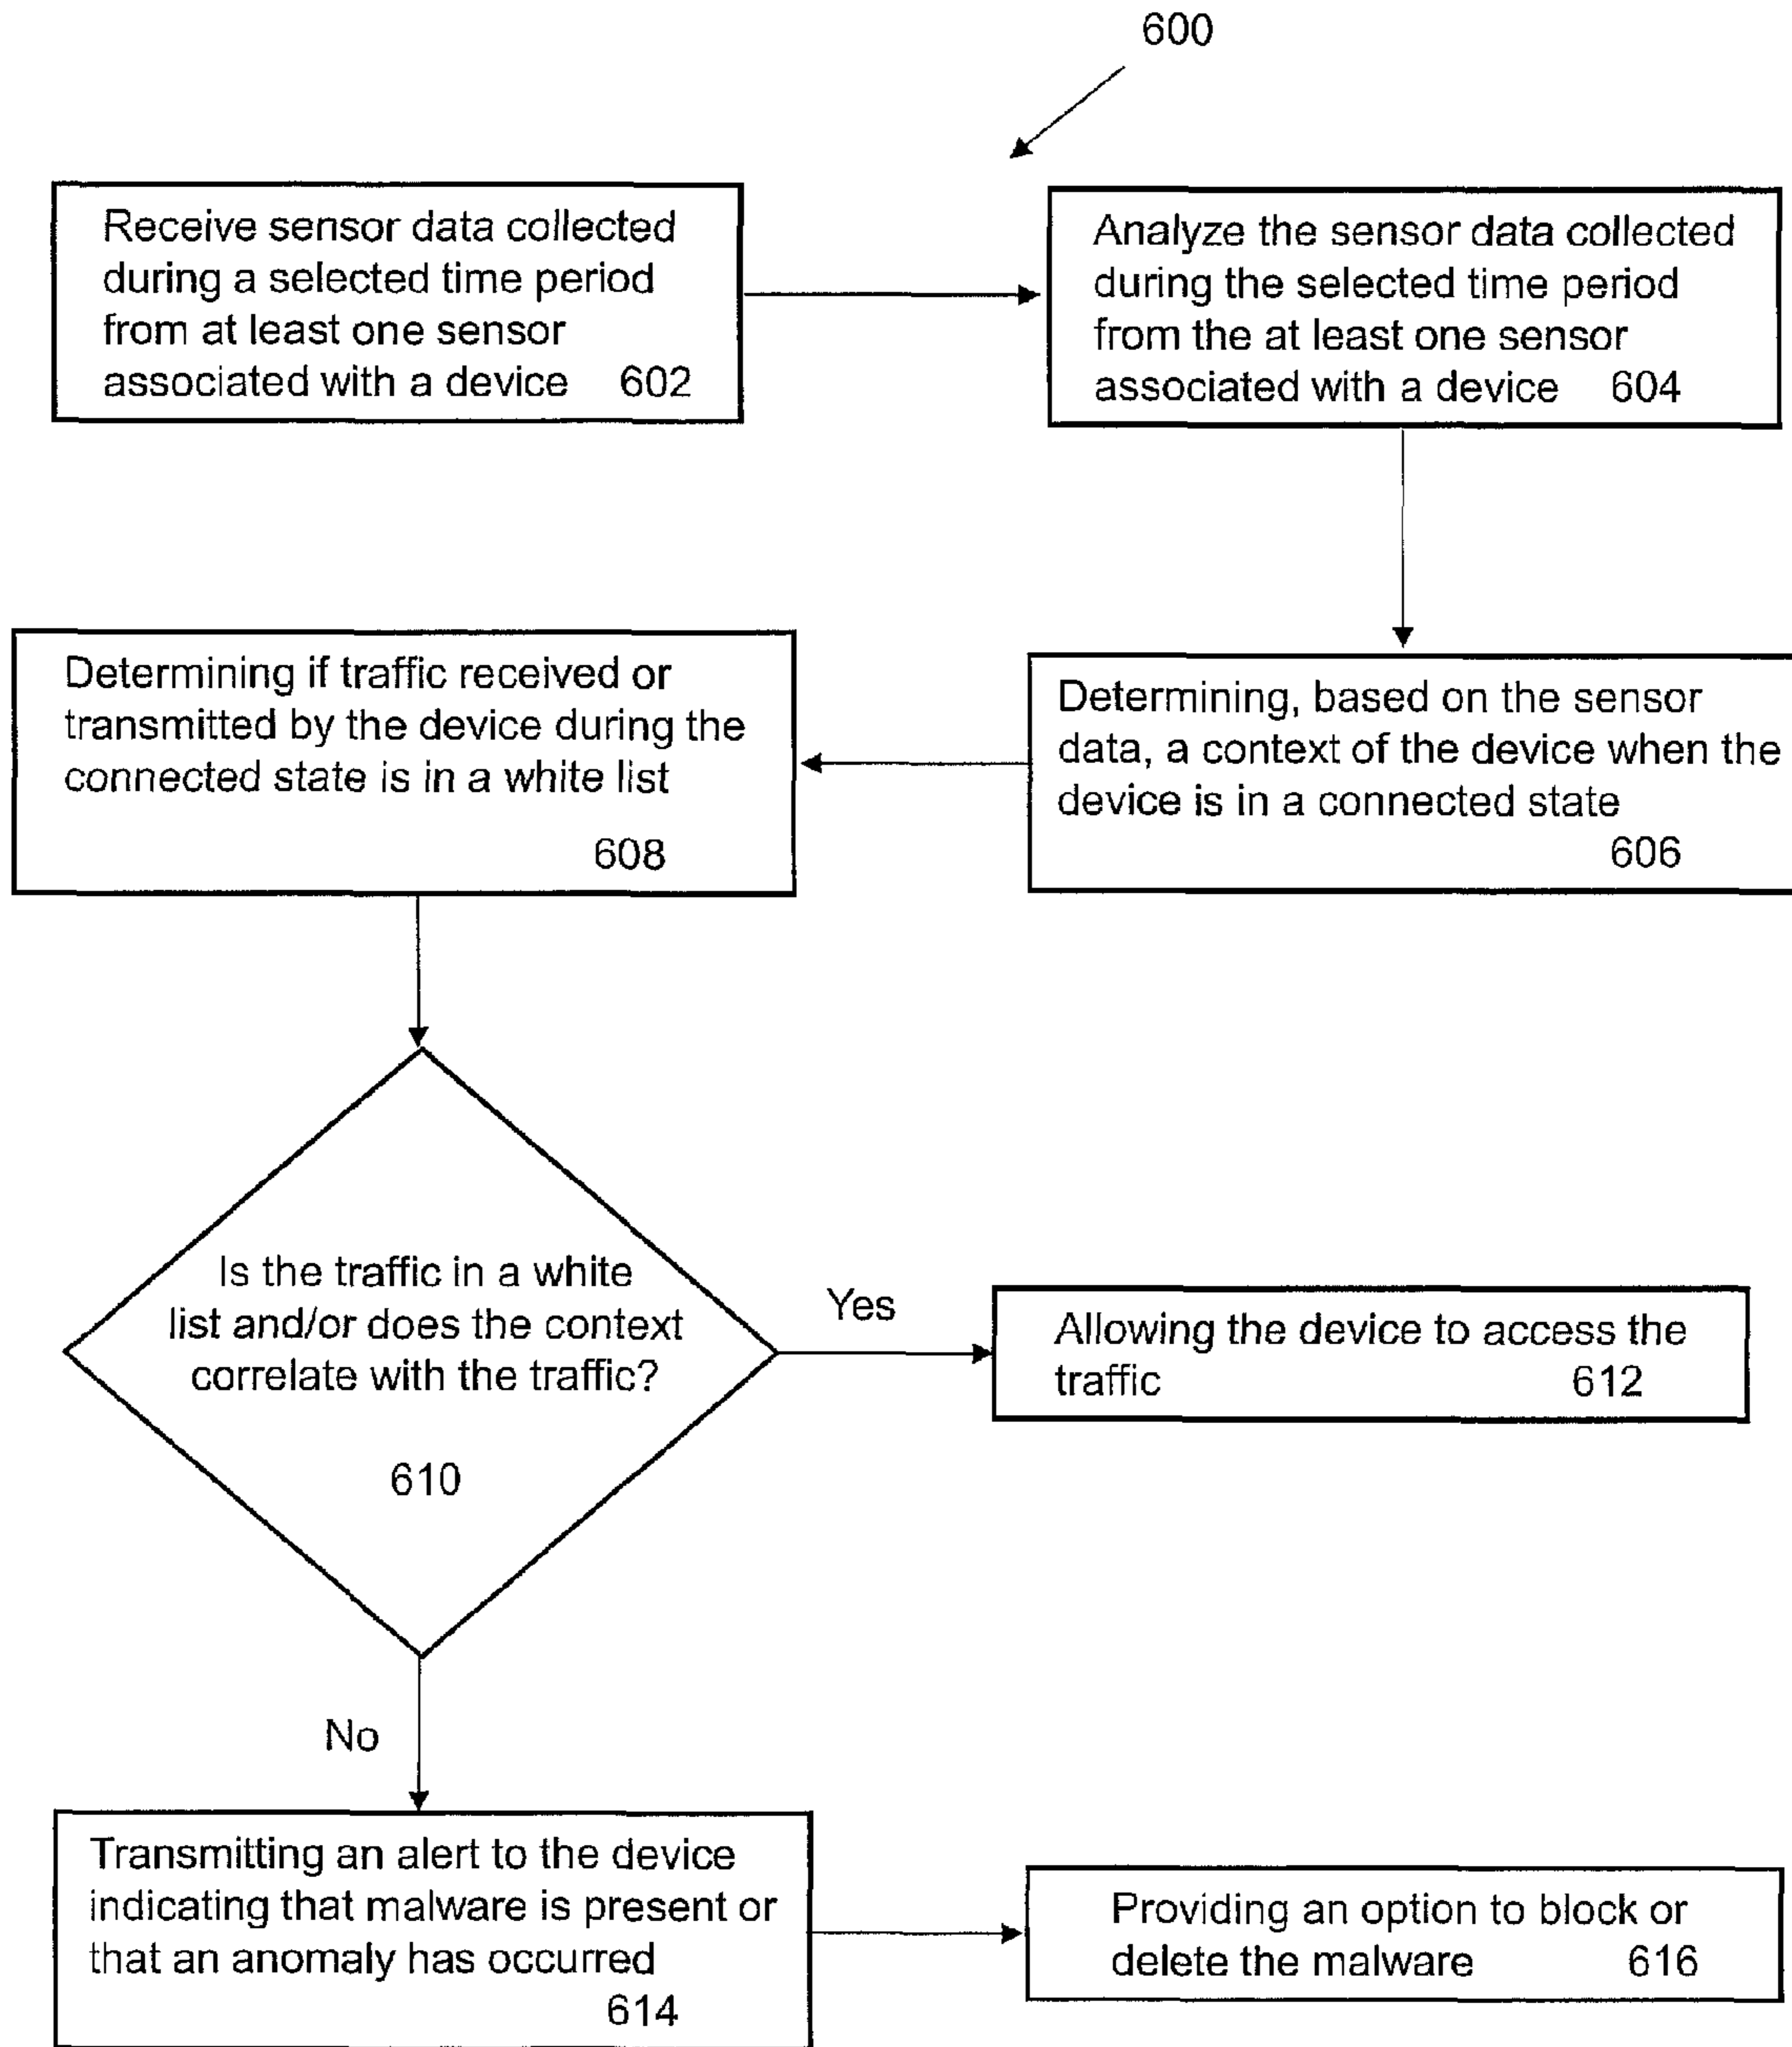 600
Receive sensor data collected
during a selected time period
from at least one sensor
associated with a device 602
Analyze the sensor data collected
during the selected time period
from the at least one sensor
associated with a device 604
Determining, based on the sensor
data, a context of the device when the
device is in a connected state
606
Determining if traffic received or
transmitted by the device during the
connected state is in a white list
608
Is the traffic in a white
list and/or does the context
correlate with the traffic?
610
Yes
Allowing the device to access the
traffic 612
No
Transmitting an alert to the device
indicating that malware is present or
that an anomaly has occurred
614
Providing an option to block or
delete the malware 616